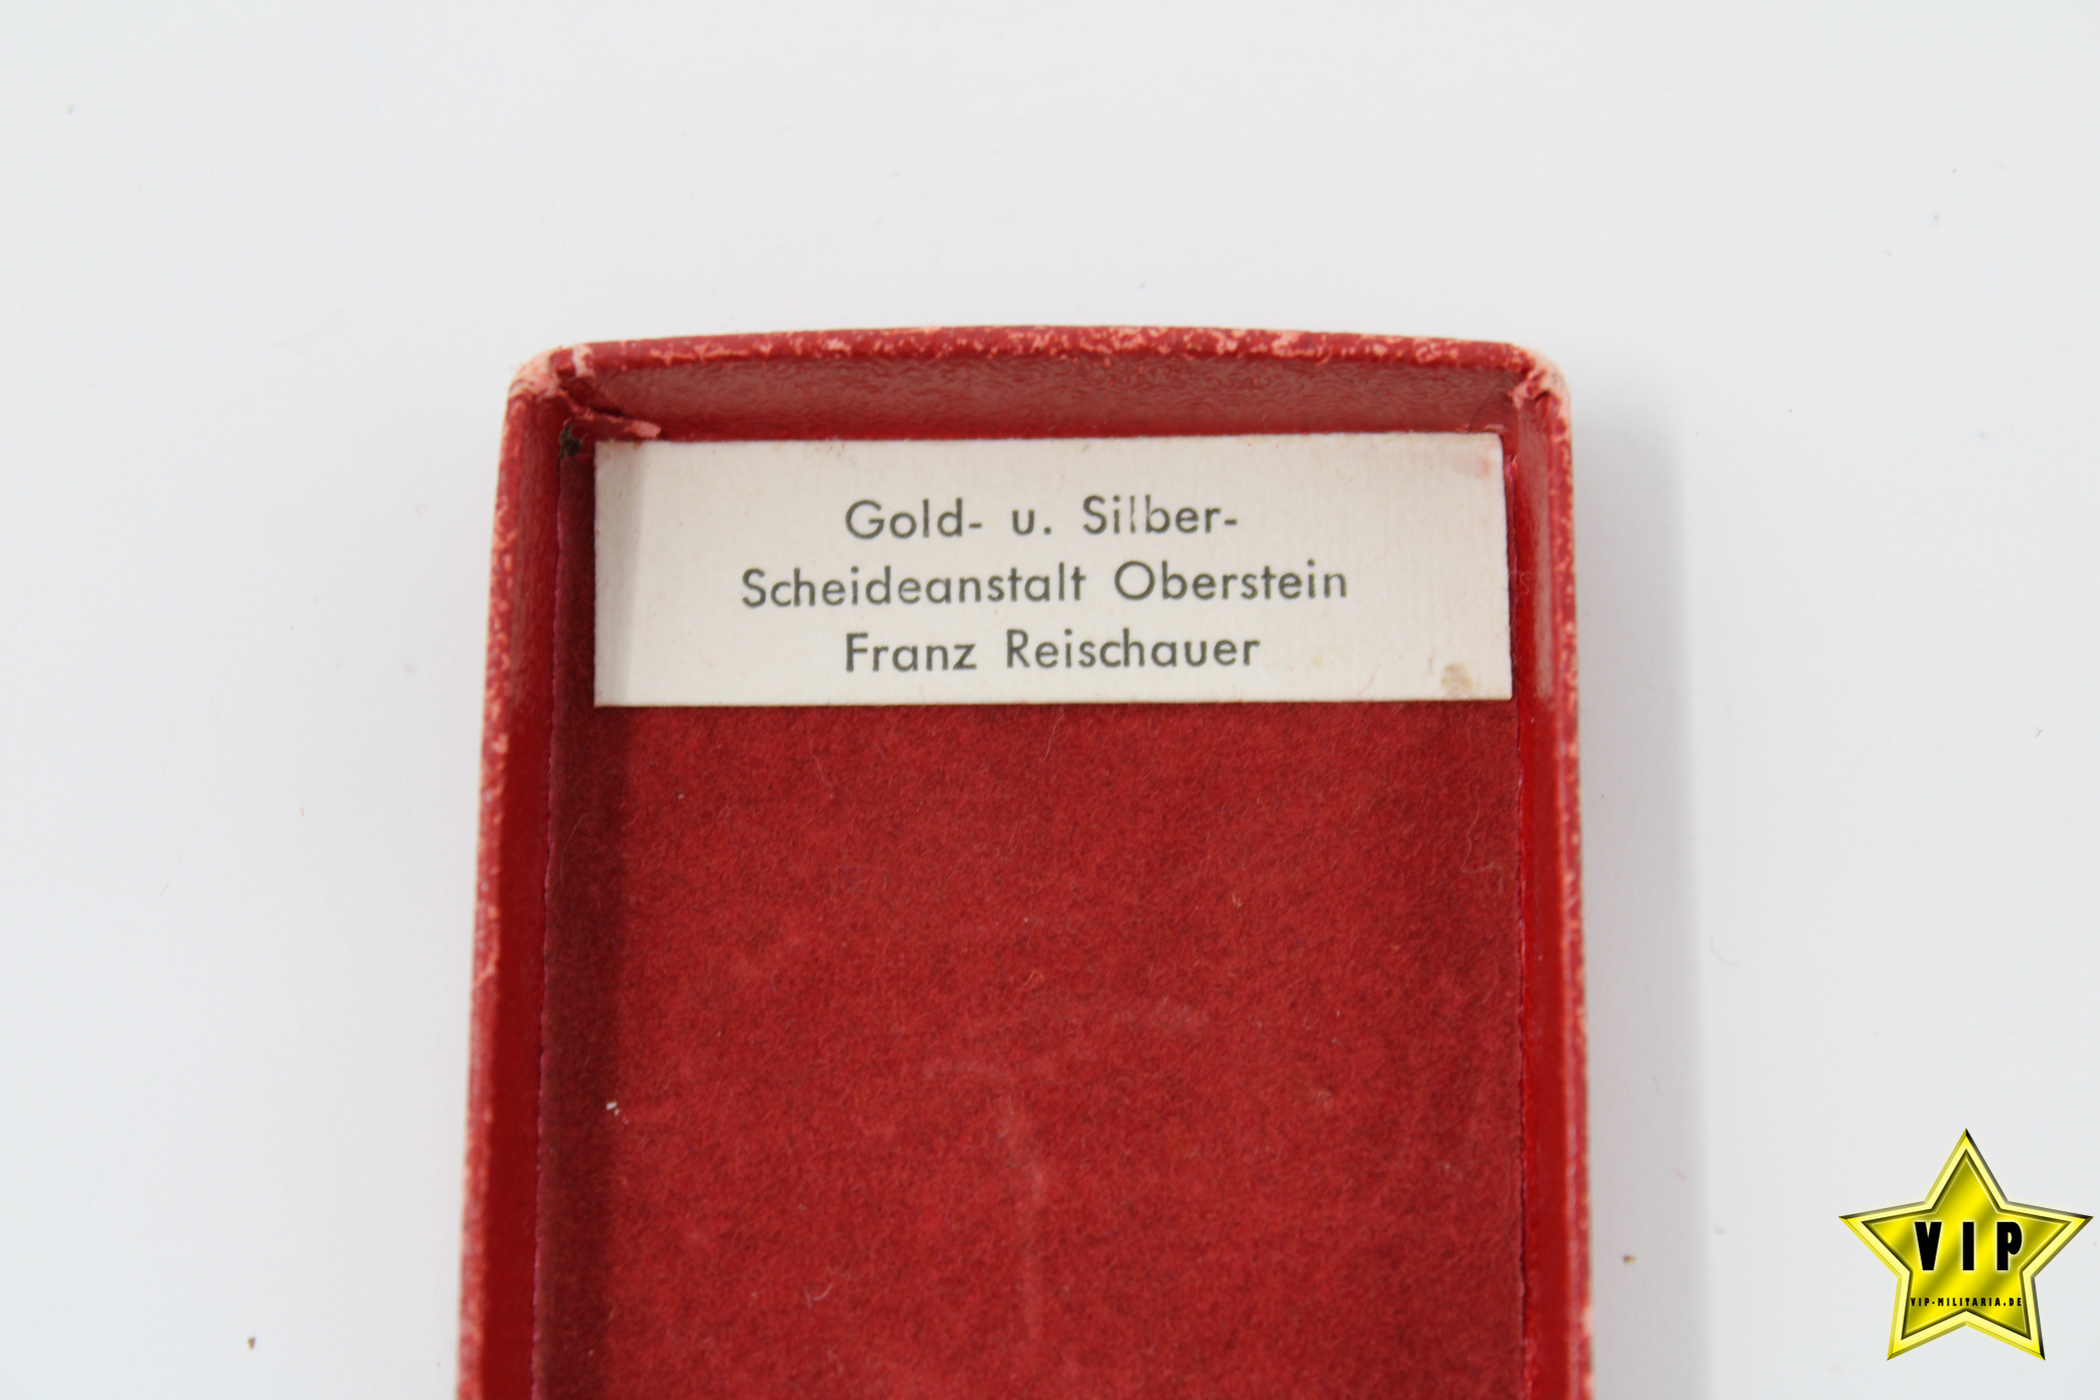 Gold- u. Silber-
Scheideanstalt Oberstein
Franz Reischauer
VIP
VIP-MILITARIA.DE